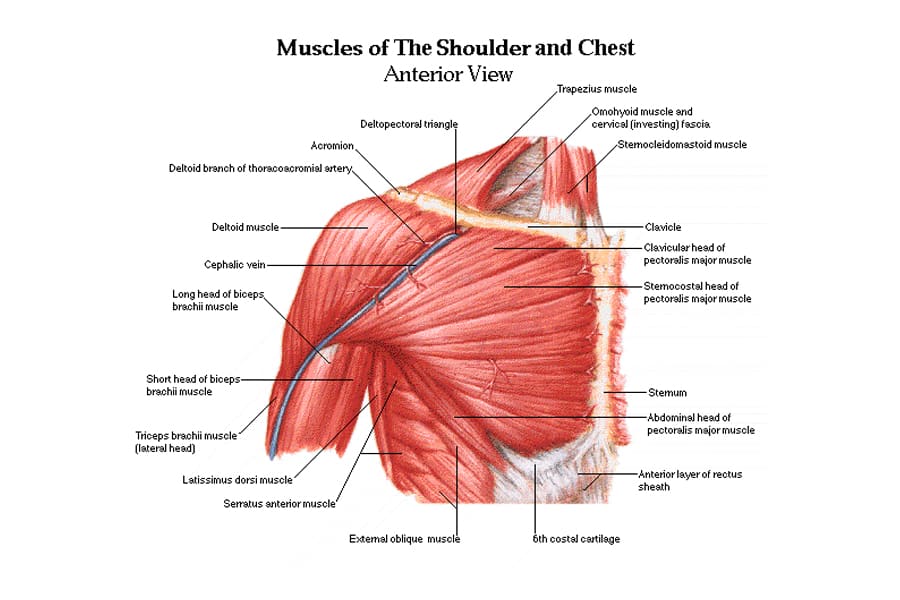 Muscles of The Shoulder and Chest
Anterior View
Trapezius muscle
Omohyoid muscle and
cervical (investing) fascia
Deltopectoral triangle
Sternocleidomastoid muscle
Acromion
Deltoid branch of thoracoacromial artery
Deltoid muscle
Clavicle
Clavicular head of
pectoralis major muscle
Cephalic vein
Sternocostal head of
pectoralis major muscle
Long head of biceps
brachii muscle
Short head of biceps
brachii muscle
Sternum
Abdominal head of
pectoralis major muscle
Triceps brachii muscle
(lateral head)
Latissimus dorsi muscle
Anterior layer of rectus
sheath
Serratus anterior muscle
External oblique muscle
6th costal cartilage